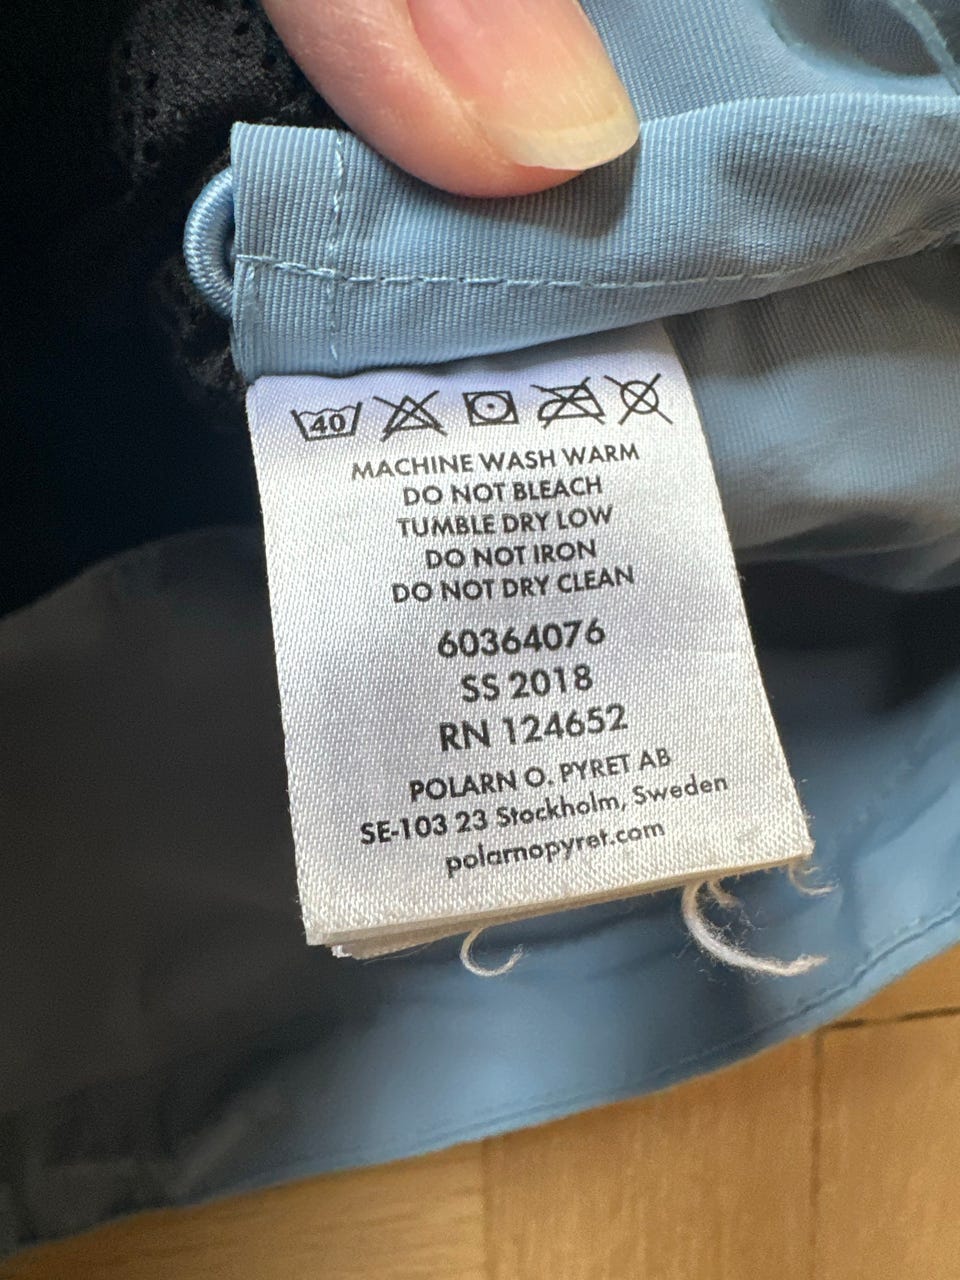 40
MACHINE WASH WARM
DO NOT BLEACH
TUMBLE DRY LOW
DO NOT IRON
DO NOT DRY CLEAN
60364076
SS 2018
RN 124652
POLARN O. PYRET AB
SE-103 23 Stockholm, Sweden
polarnopyret.com